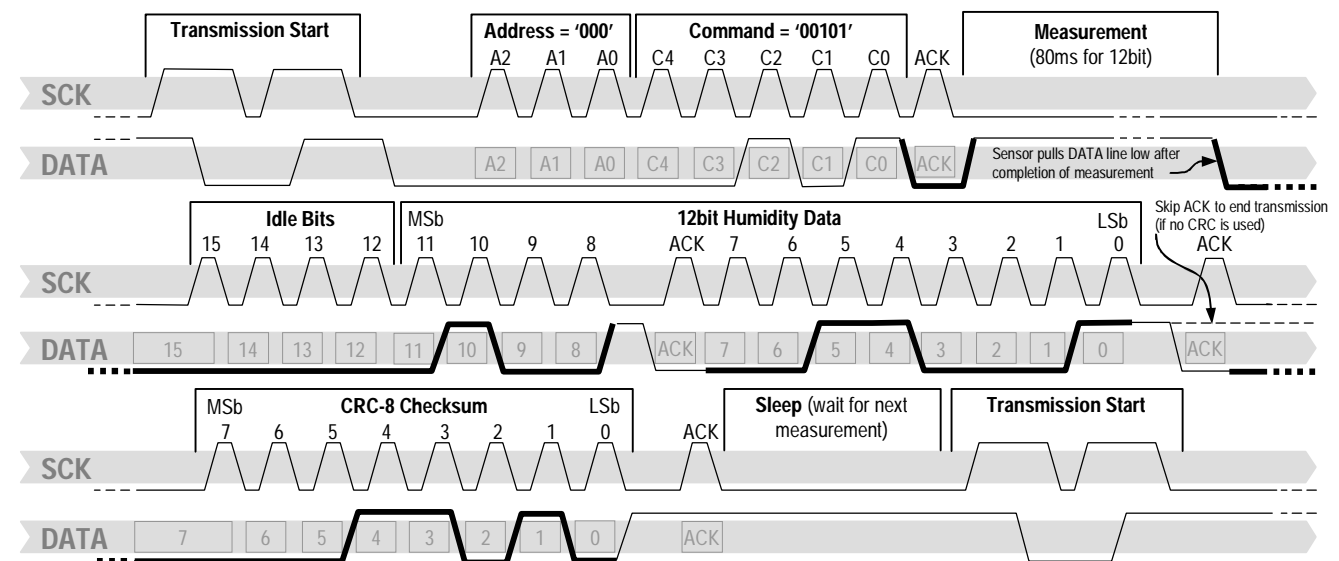 Transmission Start Address = '000' Command = '00101' Measurement
(80ms for 12bit)
A2 A1 A0 C4 C3 C2 C1 C0 ACK
SCK
DATA A2 A1 A0 C4 C3 C2 C1 C0 ACK
Sensor pulls DATA line low after
completion of measurement
Skip ACK to end transmission
(if no CRC is used)
Idle Bits MSb 12bit Humidity Data LSb
15 14 13 12 11 10 9 8 ACK 7 6 5 4 3 2 1 0 ACK
SCK
DATA 15 14 13 12 11 10 9 8 ACK 7 6 5 4 3 2 1 0 ACK
MSb CRC-8 Checksum LSb Sleep (wait for next Transmission Start
measurement)
7 6 5 4 3 2 1 0 ACK
SCK
DATA 7 6 5 4 3 2 1 0 ACK